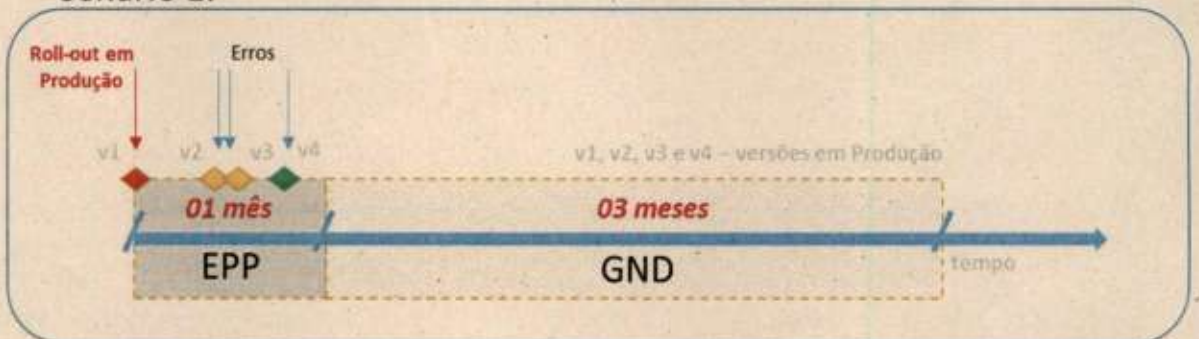 Roll-out em
Produção
Erros
v1
v2
v3
v4
v1, v2, v3 e v4 – versões em Produção
01 mês
03 meses
EPP
GND
tempo